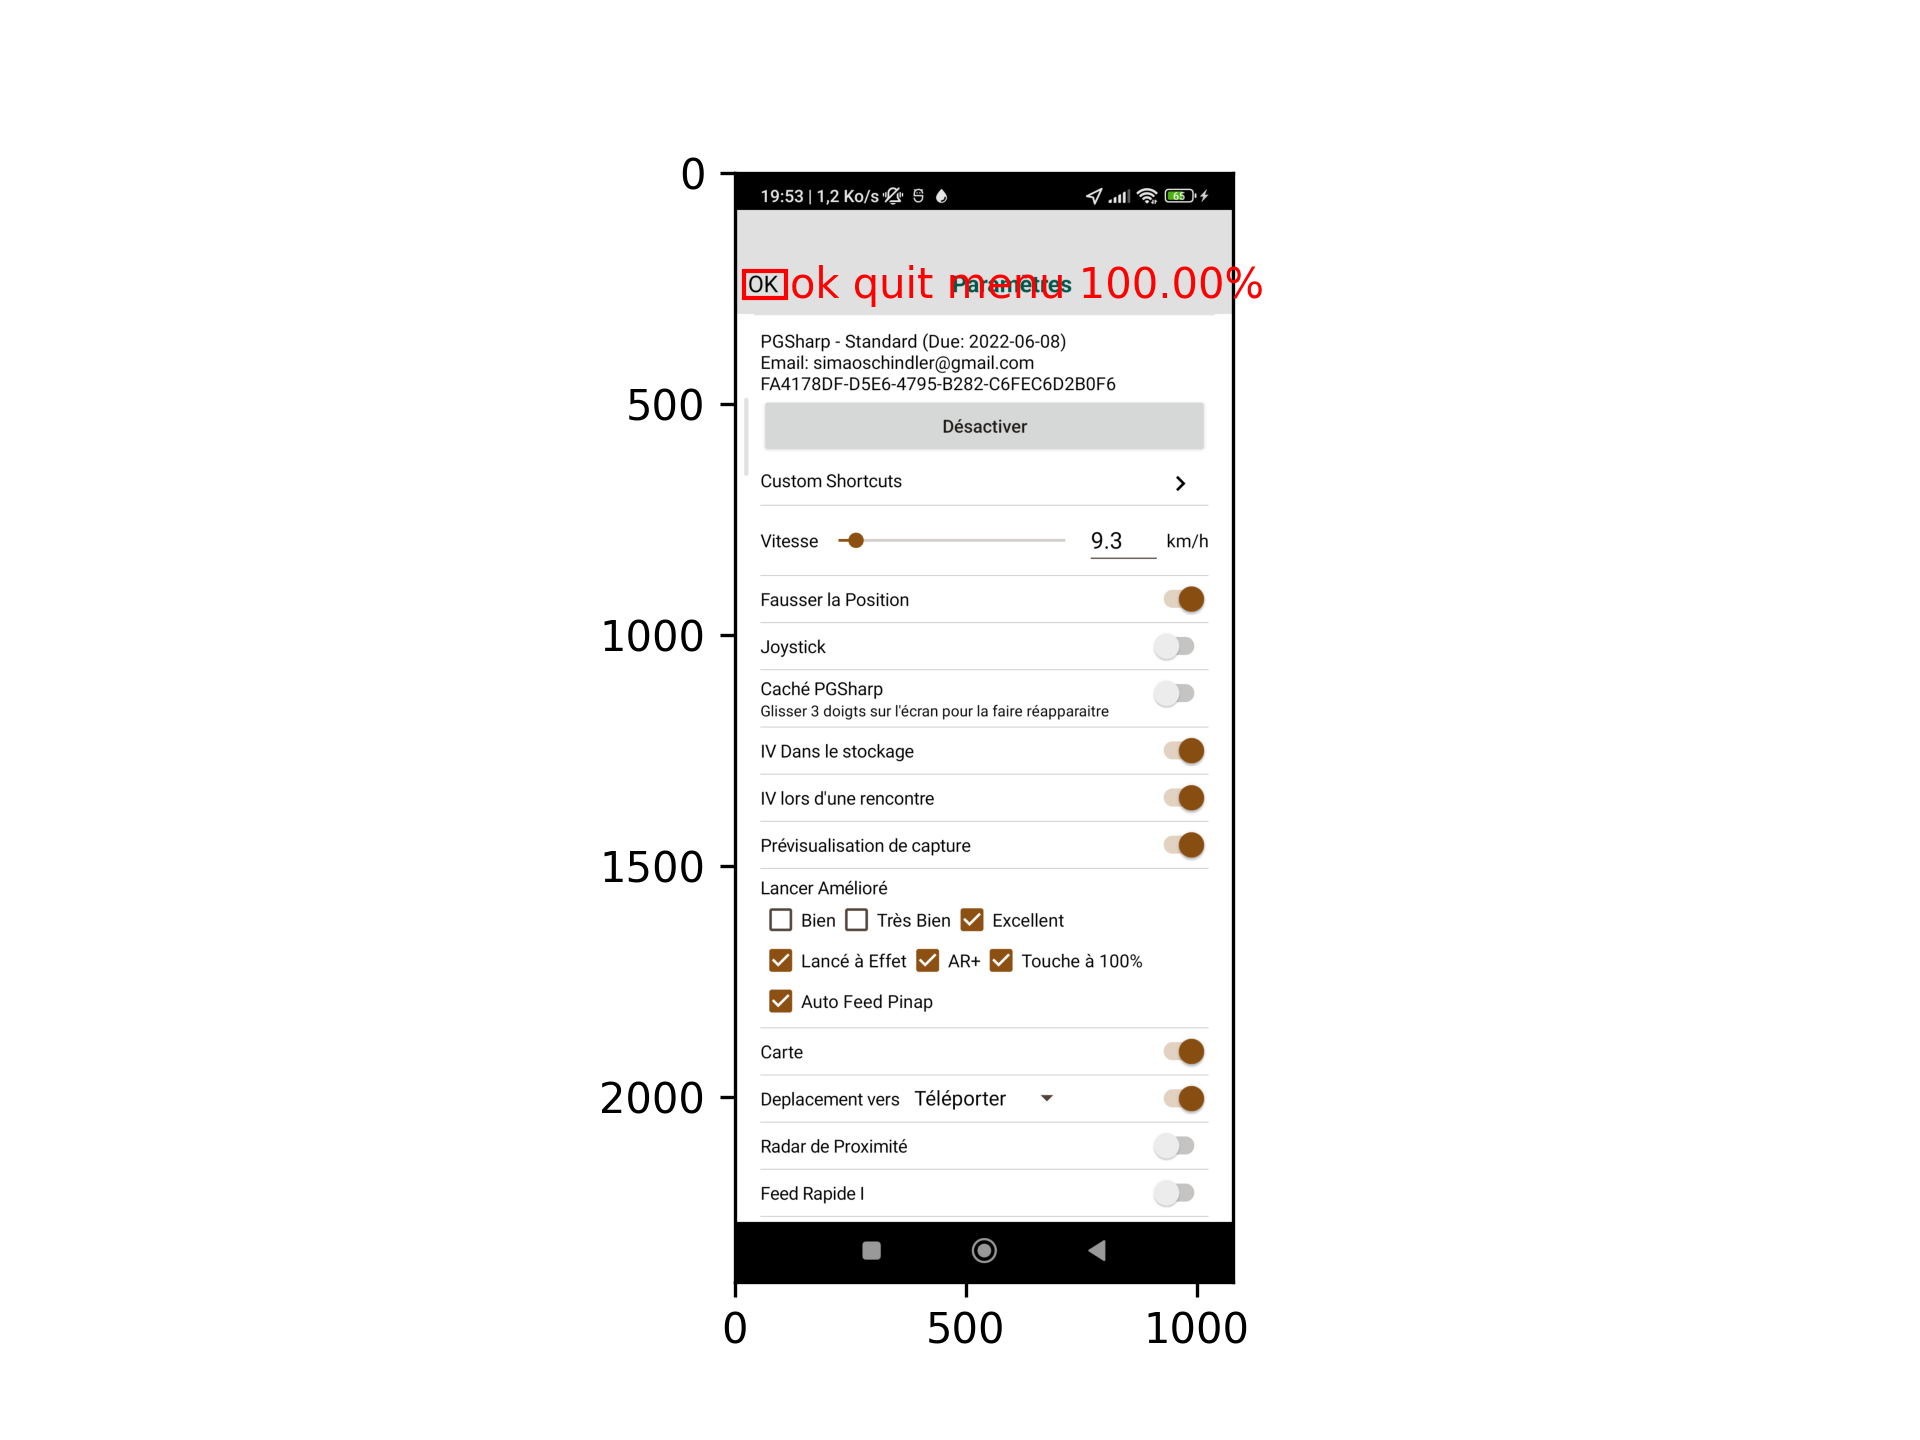 0
19:53 | 1,2 Ko/s
65
OK
ok quit menu 100.00%
Paramètres
PGSharp - Standard (Due: 2022-06-08)
Email: simaoschindler@gmail.com
FA4178DF-D5E6-4795-B282-C6FEC6D2B0F6
500
Désactiver
Custom Shortcuts
Vitesse 9.3 km/h
Fausser la Position
1000
Joystick
Caché PGSharp
Glisser 3 doigts sur l'écran pour la faire réapparaitre
IV Dans le stockage
IV lors d'une rencontre
Prévisualisation de capture
1500
Lancer Amélioré
Bien Très Bien Excellent
Lancé à Effet AR+ Touche à 100%
Auto Feed Pinap
Carte
2000
Deplacement vers Téléporter
Radar de Proximité
Feed Rapide I
0 500 1000